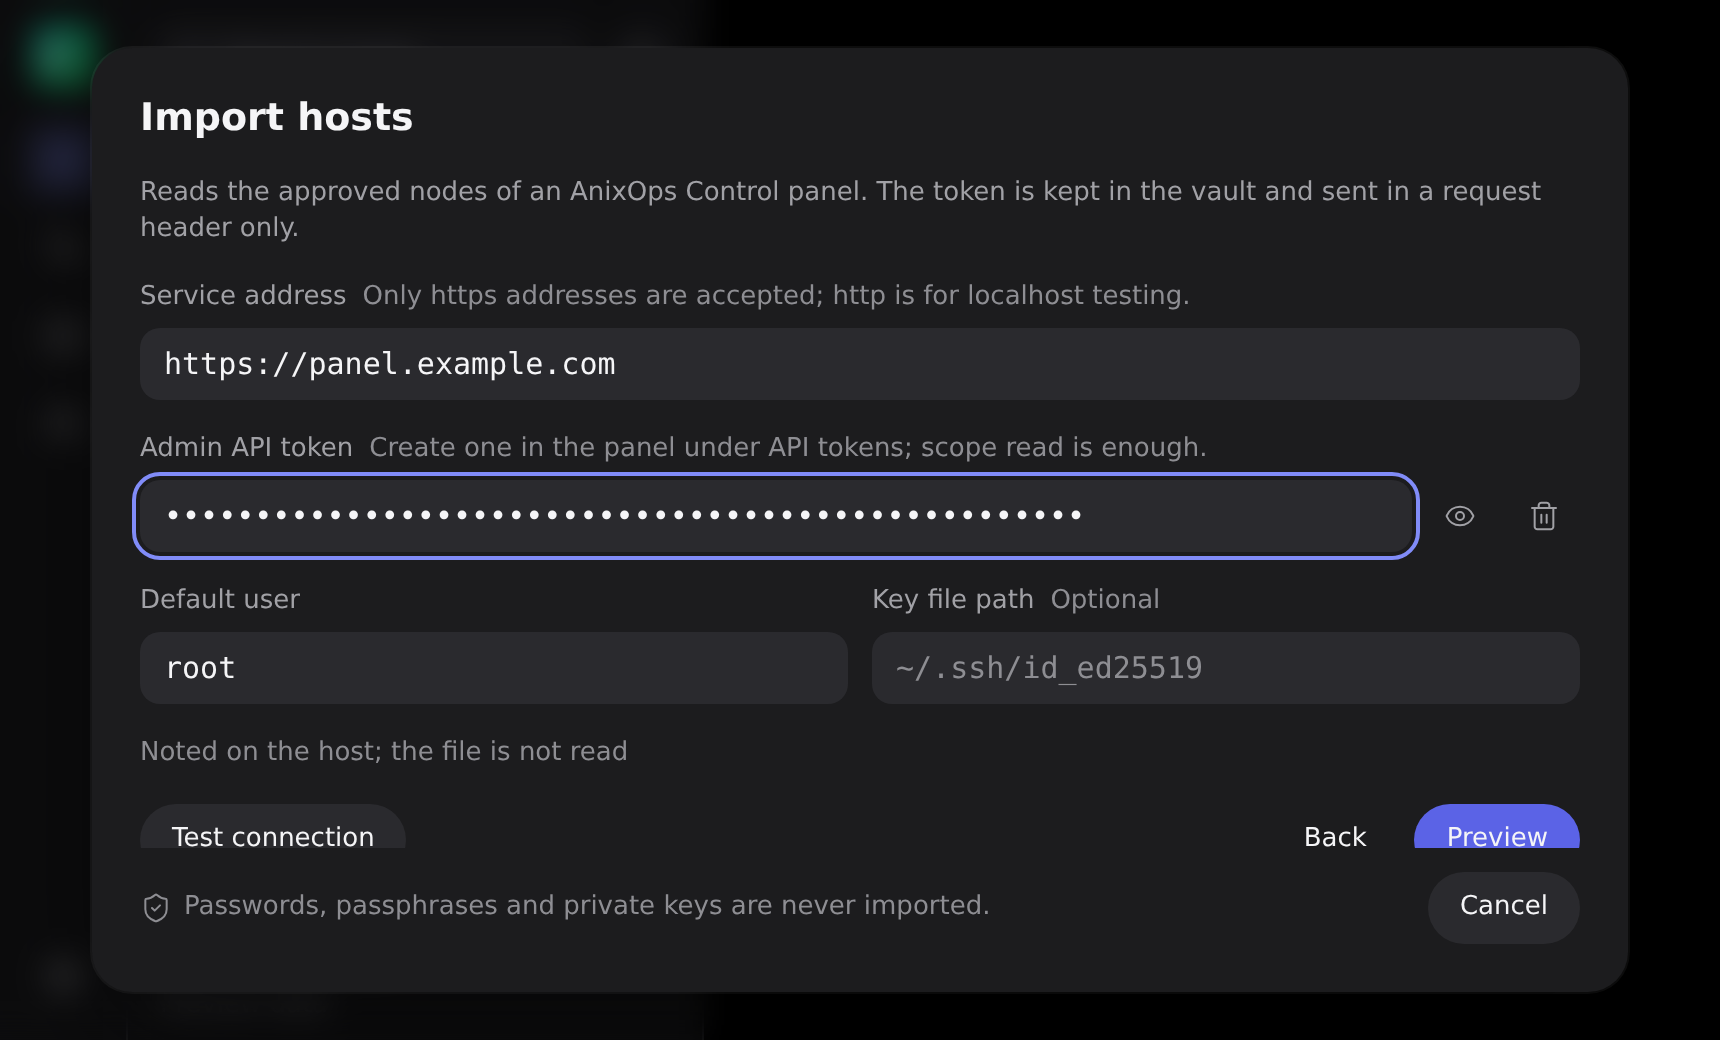 Import hosts
Reads the approved nodes of an AnixOps Control panel. The token is kept in the vault and sent in a request
header only.
Service address  Only https addresses are accepted; http is for localhost testing.
https://panel.example.com
Admin API token  Create one in the panel under API tokens; scope read is enough.
•••••••••••••••••••••••••••••••••••••••••••••••••••
Default user
Key file path  Optional
root
~/.ssh/id_ed25519
Noted on the host; the file is not read
Test connection
Back
Preview
Passwords, passphrases and private keys are never imported.
Cancel